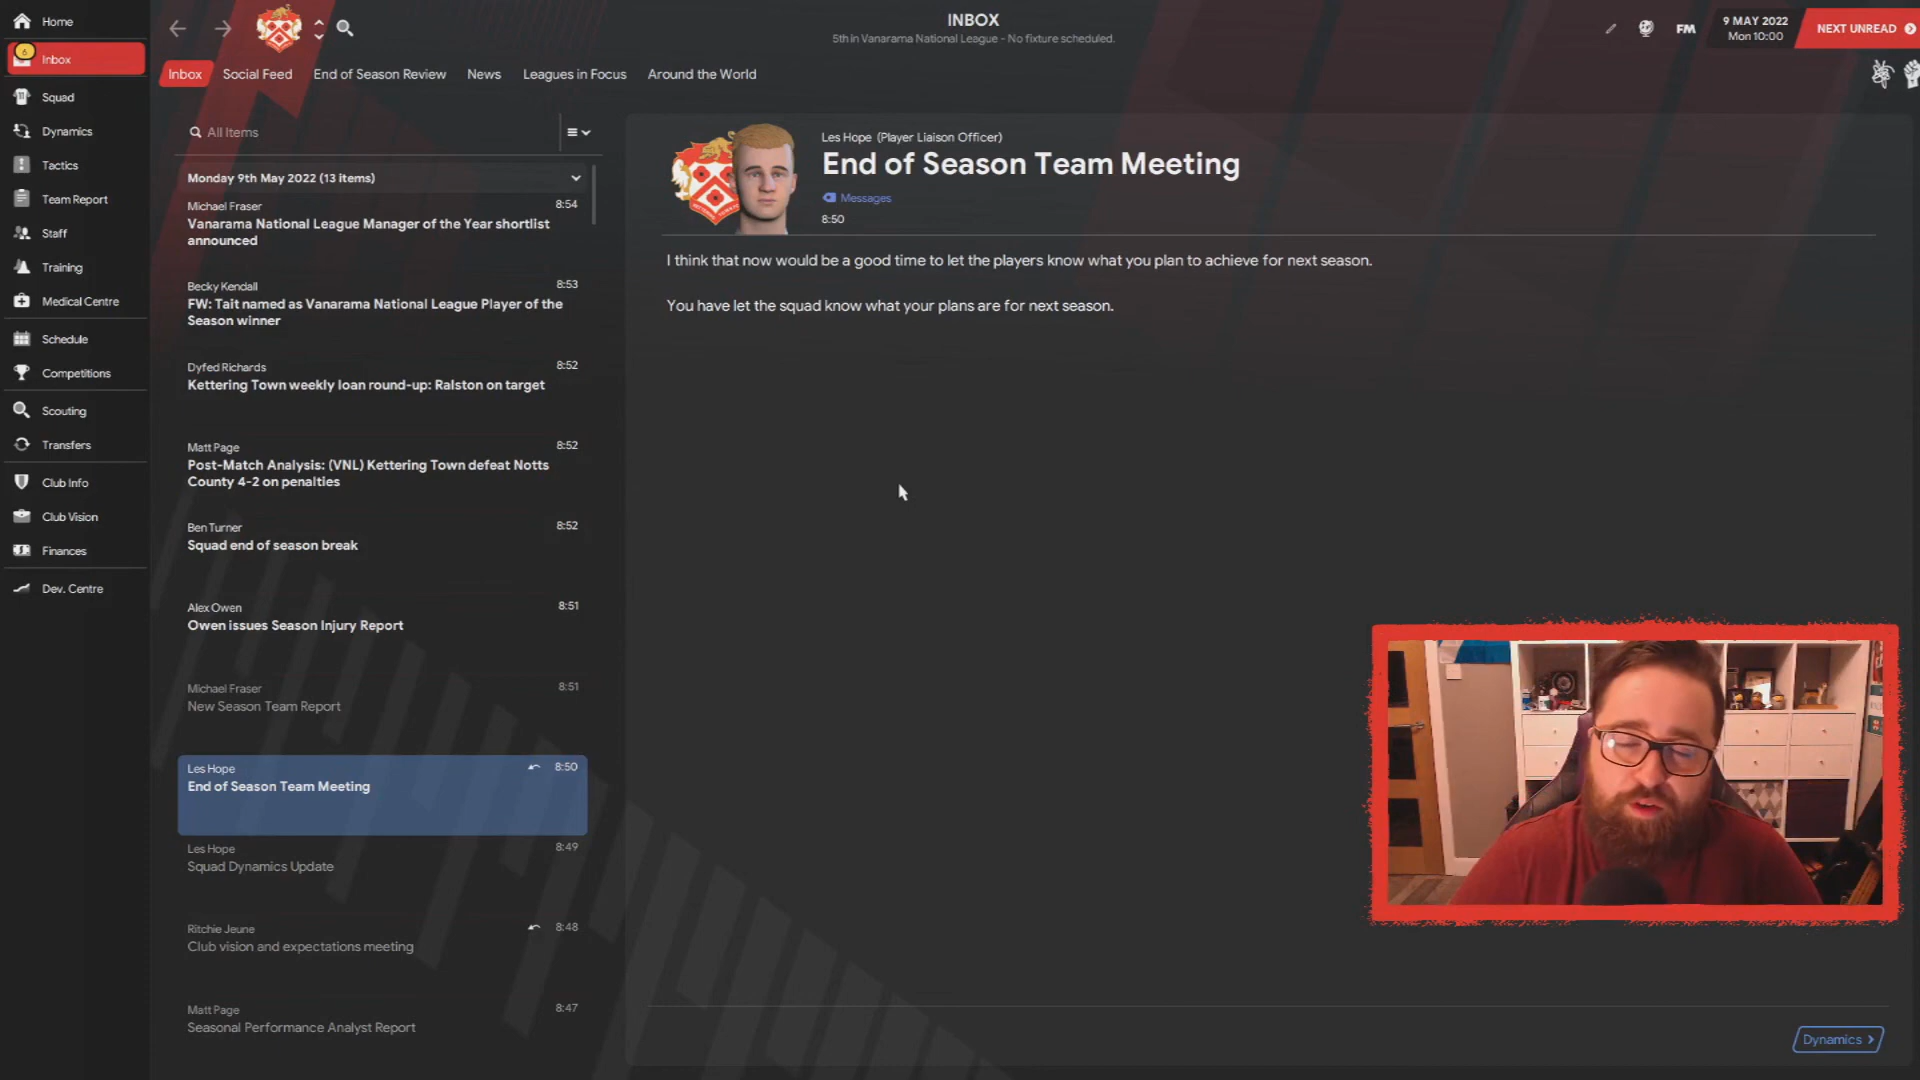 Home
Inbox
6
Squad
Dynamics
Tactics
Team Report
Staff
Training
Medical Centre
Schedule
Competitions
Scouting
Transfers
Club Info
Club Vision
Finances
Dev. Centre
INBOX
5th in Vanarama National League - No fixture scheduled.
FM
9 MAY 2022
Mon 10:00
NEXT UNREAD
Inbox
Social Feed
End of Season Review
News
Leagues in Focus
Around the World
All Items
Monday 9th May 2022 (13 items)
Michael Fraser 8:54
Vanarama National League Manager of the Year shortlist
announced
Becky Kendall 8:53
FW: Tait named as Vanarama National League Player of the
Season winner
Dyfed Richards 8:52
Kettering Town weekly loan round-up: Ralston on target
Matt Page 8:52
Post-Match Analysis: (VNL) Kettering Town defeat Notts
County 4-2 on penalties
Ben Turner 8:52
Squad end of season break
Alex Owen 8:51
Owen issues Season Injury Report
Michael Fraser 8:51
New Season Team Report
Les Hope 8:50
End of Season Team Meeting
Les Hope 8:49
Squad Dynamics Update
Ritchie Jeune 8:48
Club vision and expectations meeting
Matt Page 8:47
Seasonal Performance Analyst Report
Les Hope (Player Liaison Officer)
End of Season Team Meeting
Messages
8:50
I think that now would be a good time to let the players know what you plan to achieve for next season.
You have let the squad know what your plans are for next season.
Dynamics